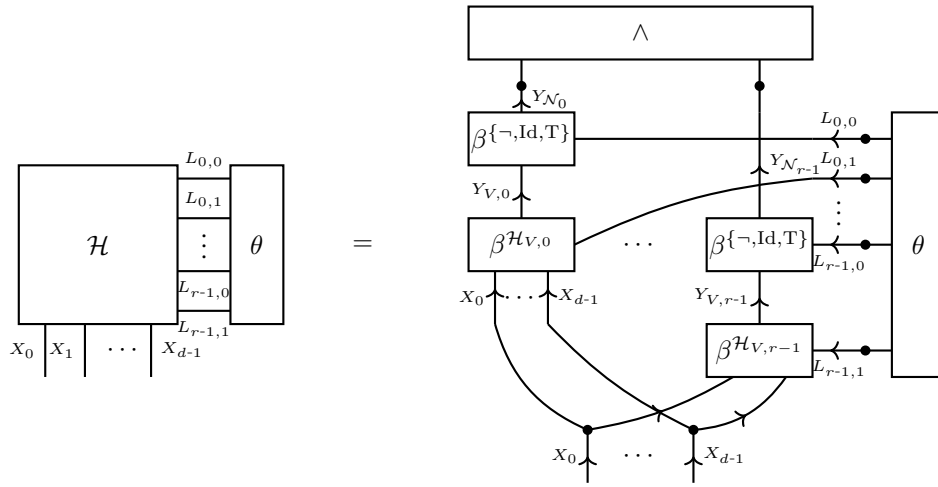 ∧
Y_{𝒩_0}
β^{\{¬,Id,T\}} L_{0,0}
L_{0,0} Y_{𝒩_{r-1}} L_{0,1}
L_{0,1} Y_{V,0} ⋮
ℋ ⋮ θ = β^{ℋ_{V,0}} ⋯ β^{\{¬,Id,T\}} θ
L_{r-1,0} L_{r-1,0}
X_0 ⋯ X_{d-1} Y_{V,r-1}
L_{r-1,1}
X_0 X_1 ⋯ X_{d-1} β^{ℋ_{V,r-1}} L_{r-1,1}
X_0 ⋯ X_{d-1}